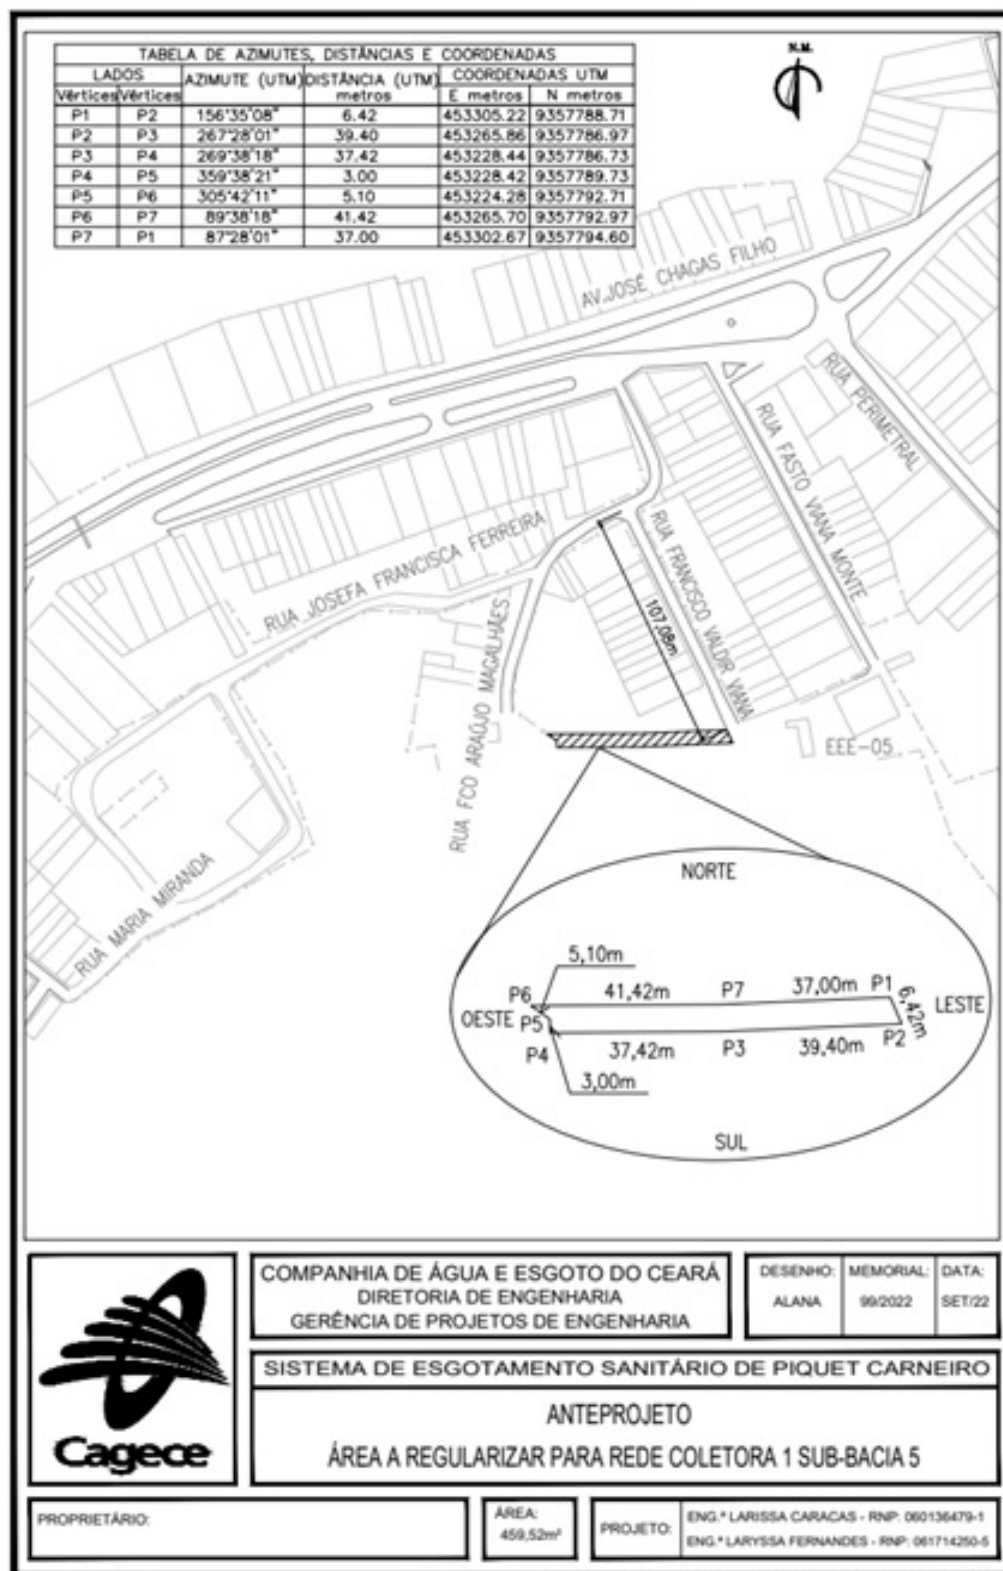 TABELA DE AZIMUTES, DISTÂNCIAS E COORDENADAS
LADOS AZIMUTE (UTM) DISTÂNCIA (UTM) metros COORDENADAS UTM
Vértices Vértices E metros N metros
P1 P2 156°35'08" 6.42 453305.22 9357788.71
P2 P3 267°28'01" 39.40 453265.86 9357786.97
P3 P4 269°38'18" 37.42 453228.44 9357786.73
P4 P5 359°38'21" 3.00 453228.42 9357789.73
P5 P6 305°42'11" 5.10 453224.28 9357792.71
P6 P7 89°38'18" 41.42 453265.70 9357792.97
P7 P1 87°28'01" 37.00 453302.67 9357794.60
N.M.
AV.JOSÉ CHAGAS FILHO
RUA PERIMETRAL
RUA FASTO VIANA MONTE
RUA JOSEFA FRANCISCA FERREIRA
RUA FRANCISCO VALDIR VIANA
107,08m
RUA FCO ARAÚJO MAGALHÃES
EEE-05
RUA MARIA MIRANDA
NORTE
5,10m
P6 41,42m P7 37,00m P1
6,42m
OESTE P5 LESTE
P4 37,42m P3 39,40m P2
3,00m
SUL
Cagece
COMPANHIA DE ÁGUA E ESGOTO DO CEARÁ
DIRETORIA DE ENGENHARIA
GERÊNCIA DE PROJETOS DE ENGENHARIA
DESENHO: MEMORIAL: DATA:
ALANA 99/2022 SET/22
SISTEMA DE ESGOTAMENTO SANITÁRIO DE PIQUET CARNEIRO
ANTEPROJETO
ÁREA A REGULARIZAR PARA REDE COLETORA 1 SUB-BACIA 5
PROPRIETÁRIO:
ÁREA:
459,52m²
PROJETO:
ENG.ª LARISSA CARACAS - RNP: 060136479-1
ENG.ª LARYSSA FERNANDES - RNP: 061714250-5